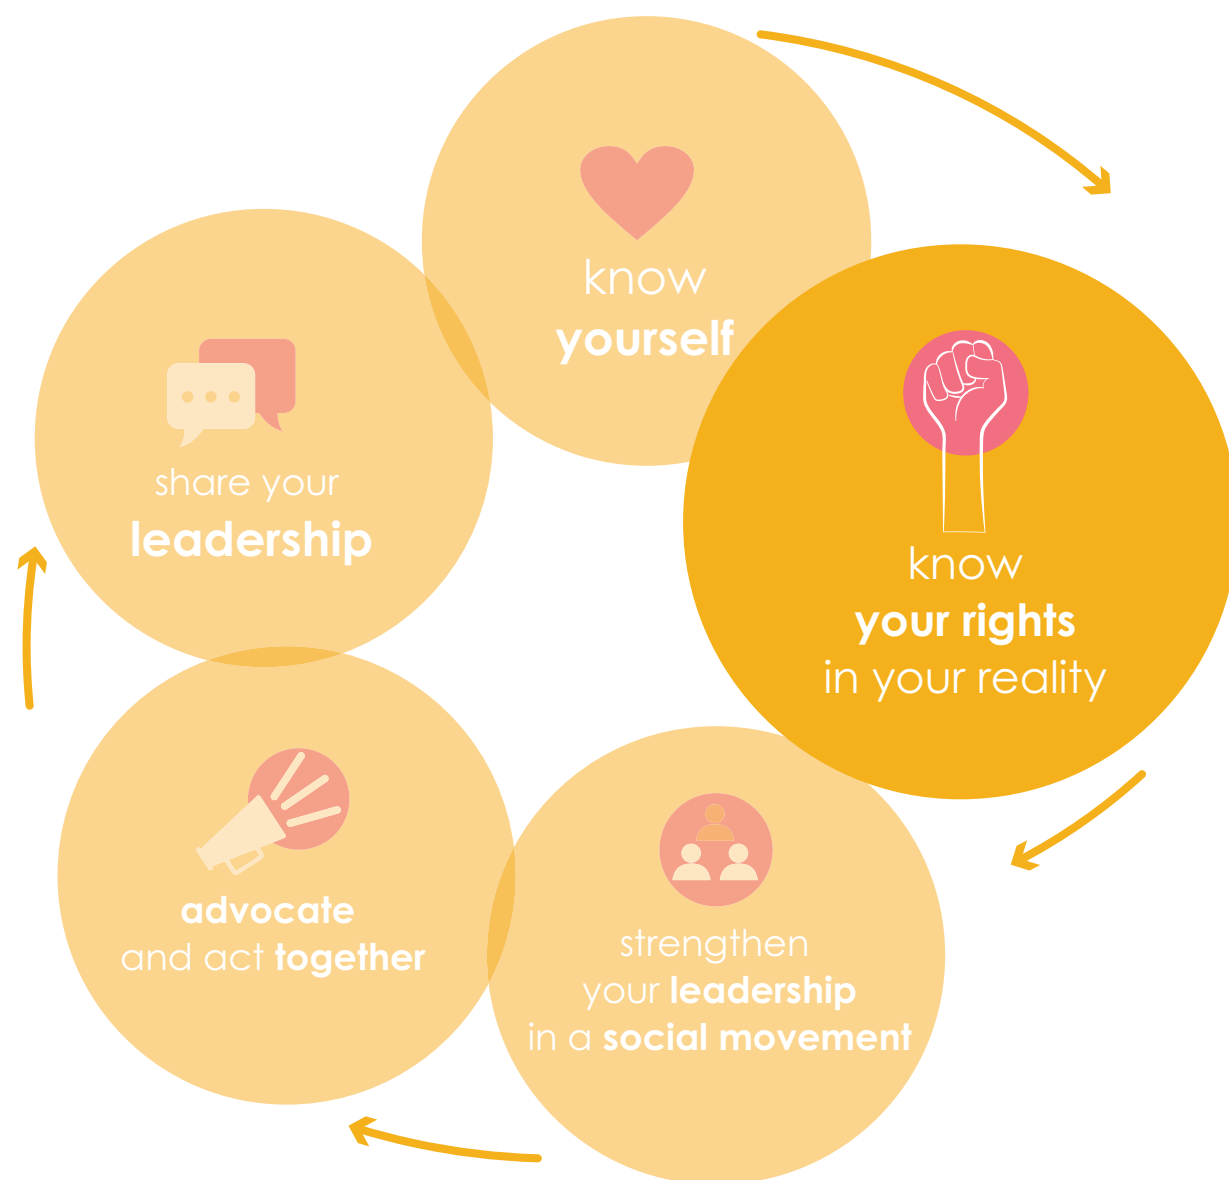 know
yourself
know
your rights
in your reality
strengthen
your leadership
in a social movement
advocate
and act together
share your
leadership